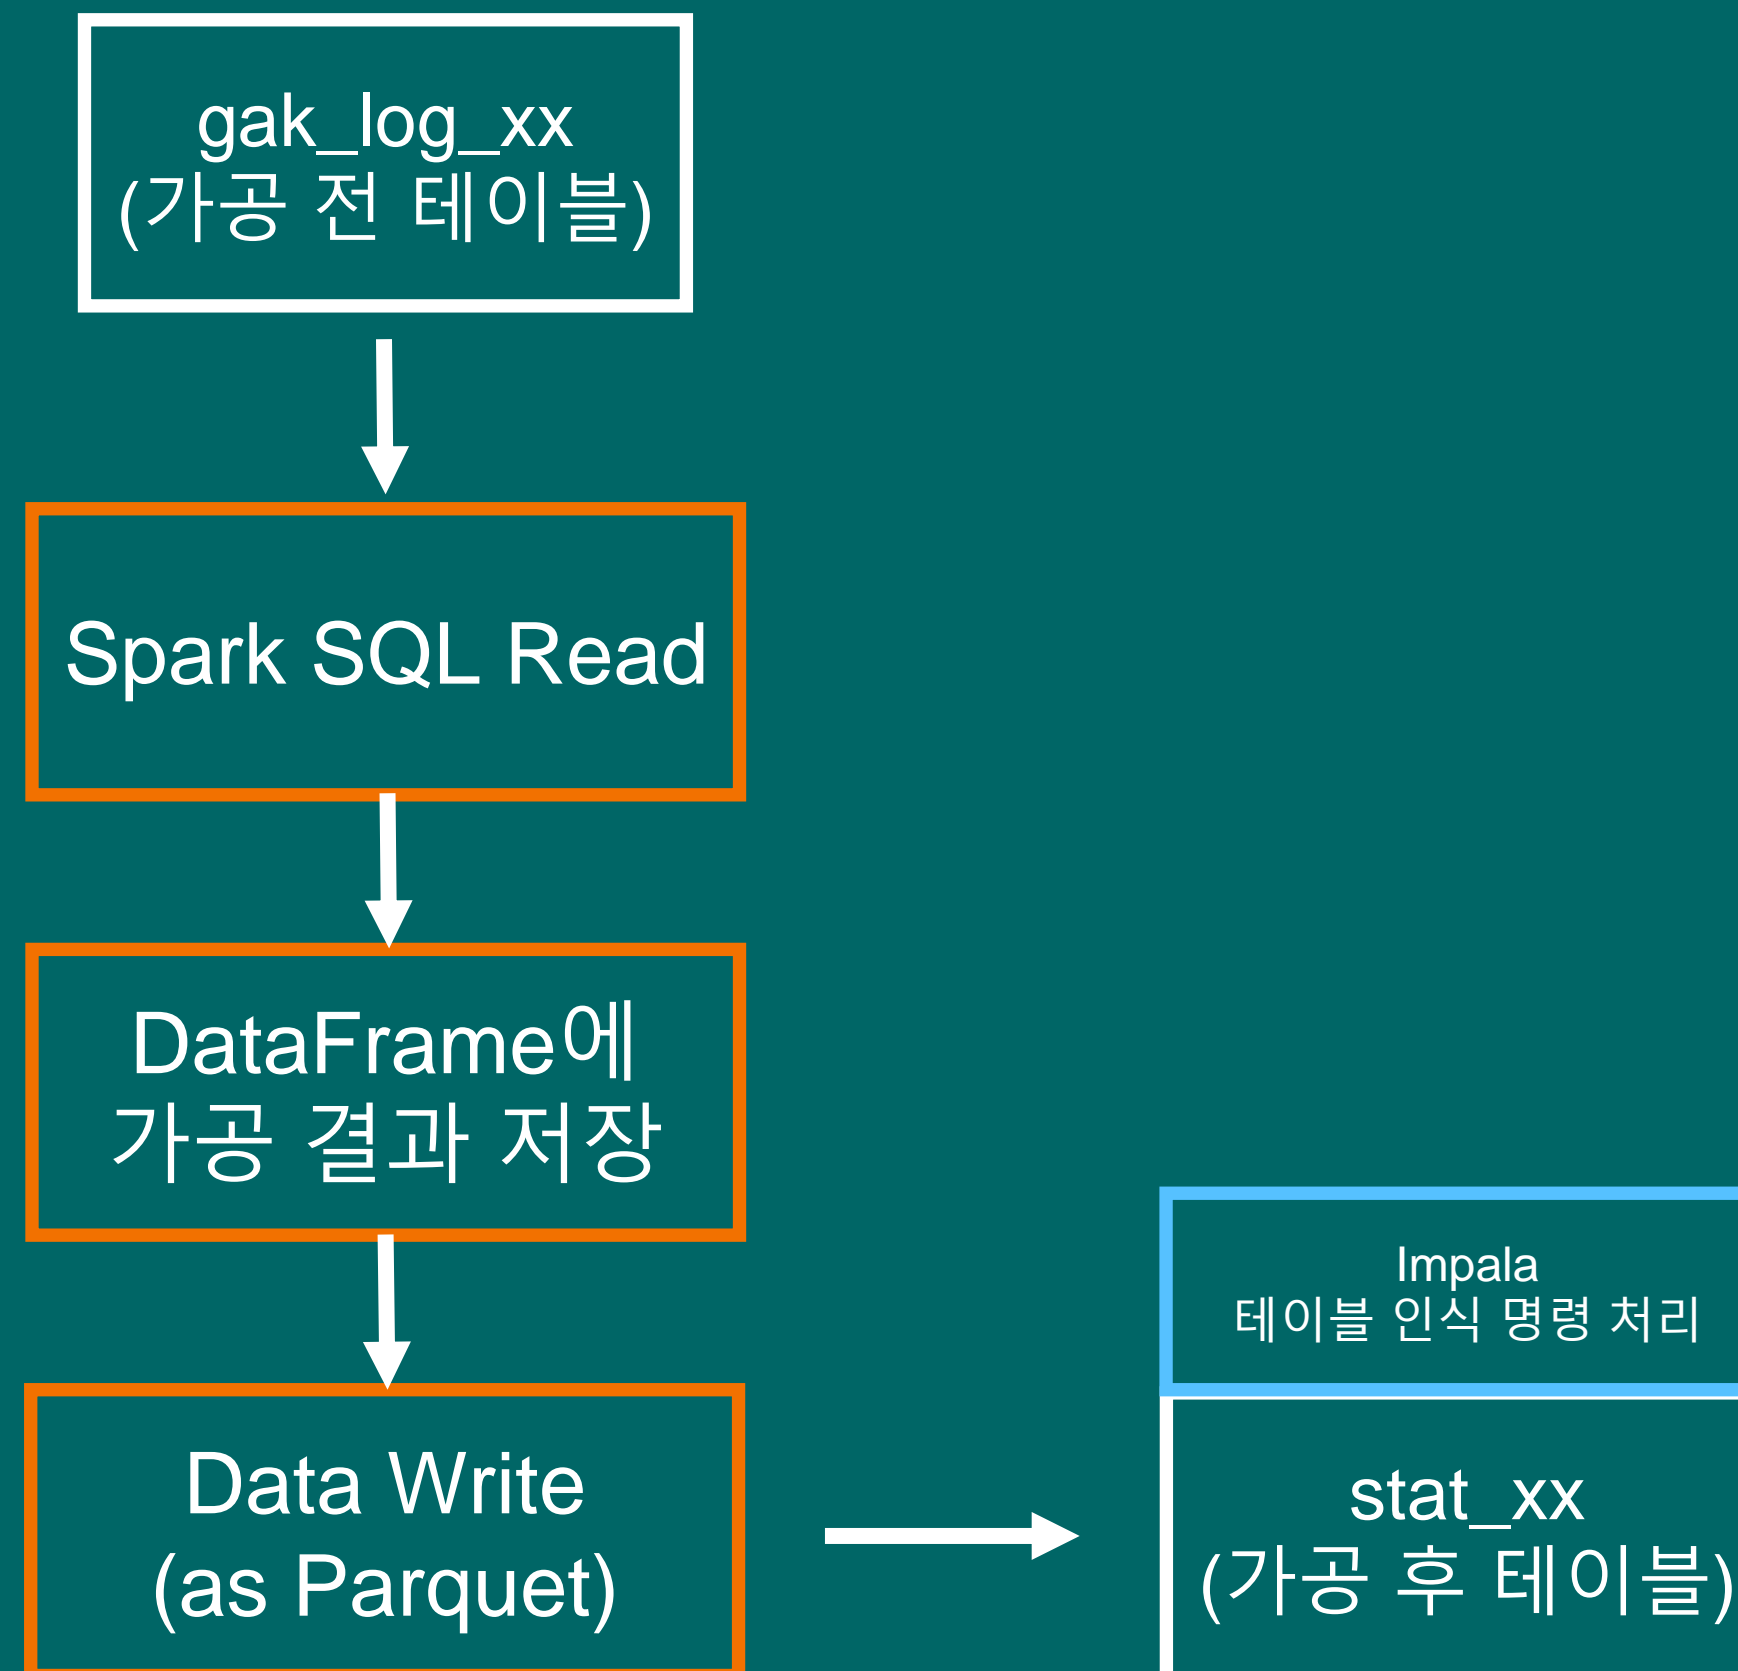 gak_log_xx
(가공 전 테이블)
Spark SQL Read
DataFrame에
가공 결과 저장
Data Write
(as Parquet)
Impala
테이블 인식 명령 처리
stat_xx
(가공 후 테이블)